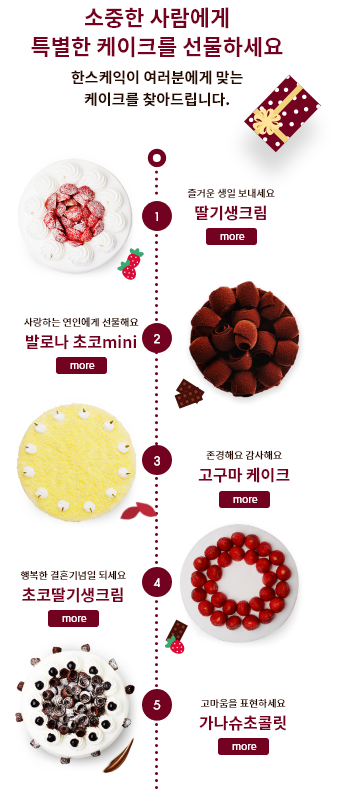 소중한 사람에게
특별한 케이크를 선물하세요
한스케익이 여러분에게 맞는
케이크를 찾아드립니다.
1
즐거운 생일 보내세요
딸기생크림
more
사랑하는 연인에게 선물해요
발로나 초코mini
more
2
3
존경해요 감사해요
고구마 케이크
more
행복한 결혼기념일 되세요
초코딸기생크림
more
4
5
고마움을 표현하세요
가나슈초콜릿
more